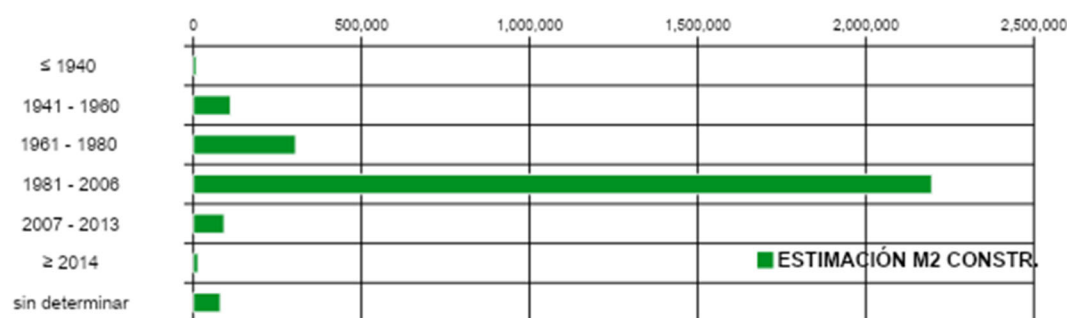 0 500,000 1,000,000 1,500,000 2,000,000 2,500,000
≤ 1940
1941 - 1960
1961 - 1980
1981 - 2006
2007 - 2013
≥ 2014
ESTIMACIÓN M2 CONSTR.
sin determinar